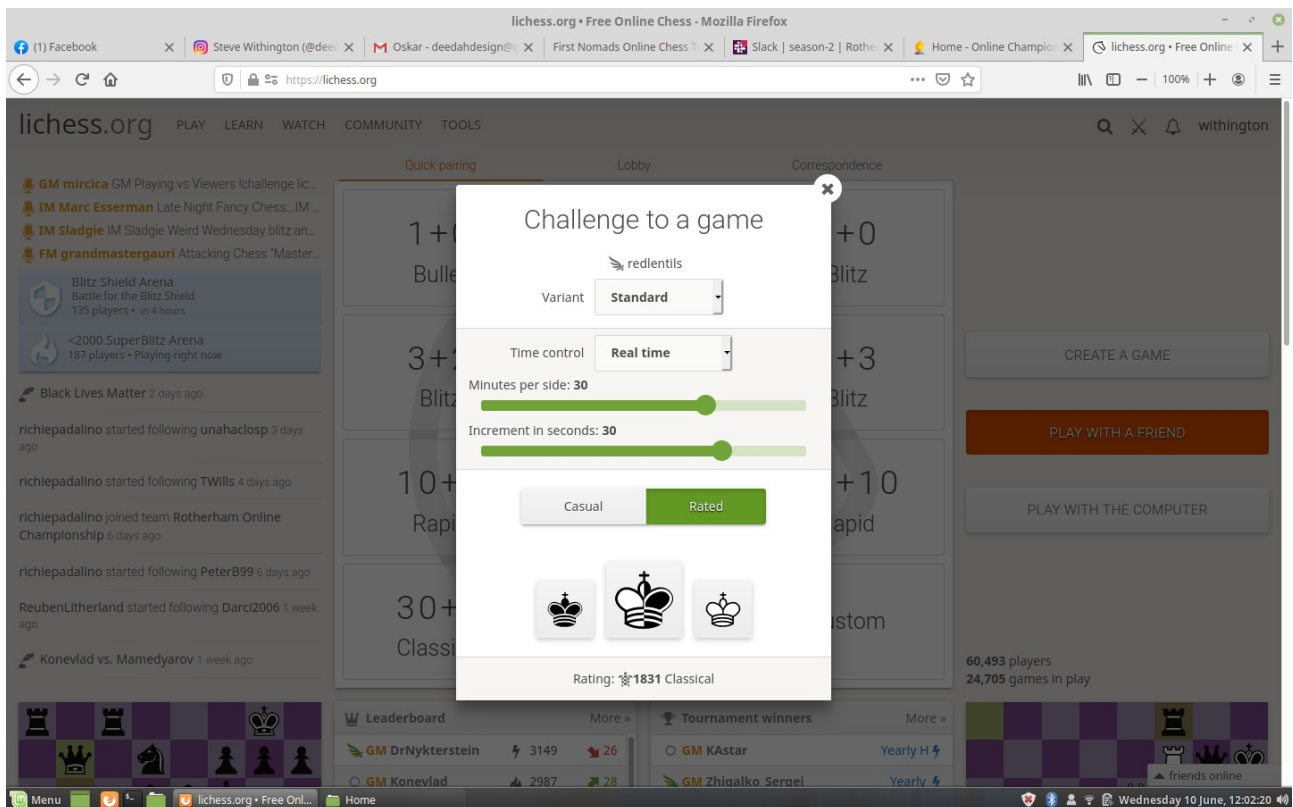 lichess.org • Free Online Chess - Mozilla Firefox
(1) Facebook
Steve Withington (@deed
Oskar - deedahdesign@g
First Nomads Online Chess T
Slack | season-2 | Rothe
Home - Online Champion
lichess.org • Free Online
https://lichess.org
100%
lichess.org PLAY LEARN WATCH COMMUNITY TOOLS
withington
Quick pairing Lobby Correspondence
GM mircica GM Playing vs Viewers !challenge lic...
IM Marc Esserman Late Night Fancy Chess...IM ...
IM Sladgie IM Sladgie Weird Wednesday blitz an...
FM grandmastergauri Attacking Chess "Master...
Blitz Shield Arena
Battle for the Blitz Shield
135 players • in 4 hours
<2000 SuperBlitz Arena
187 players • Playing right now
Black Lives Matter 2 days ago
richiepadalino started following unahaclosp 3 days
ago
richiepadalino started following TWills 4 days ago
richiepadalino joined team Rotherham Online
Championship 6 days ago
richiepadalino started following PeterB99 6 days ago
ReubenLitherland started following Darci2006 1 week
ago
Konevlad vs. Mamedyarov 1 week ago
1+
Bulle
+0
Blitz
3+
Blitz
+3
Blitz
10+
Rapi
+10
apid
30+
Classi
ustom
Challenge to a game
redlentils
Variant Standard
Time control Real time
Minutes per side: 30
Increment in seconds: 30
Casual Rated
Rating: 1831 Classical
CREATE A GAME
PLAY WITH A FRIEND
PLAY WITH THE COMPUTER
60,493 players
24,705 games in play
Leaderboard More »
GM DrNykterstein 3149 26
GM Konevlad 2987 28
Tournament winners More »
GM KAstar Yearly H
GM Zhigalko_Sergei Yearly
friends online
Menu
lichess.org • Free Onl...
Home
Wednesday 10 June, 12:02:20